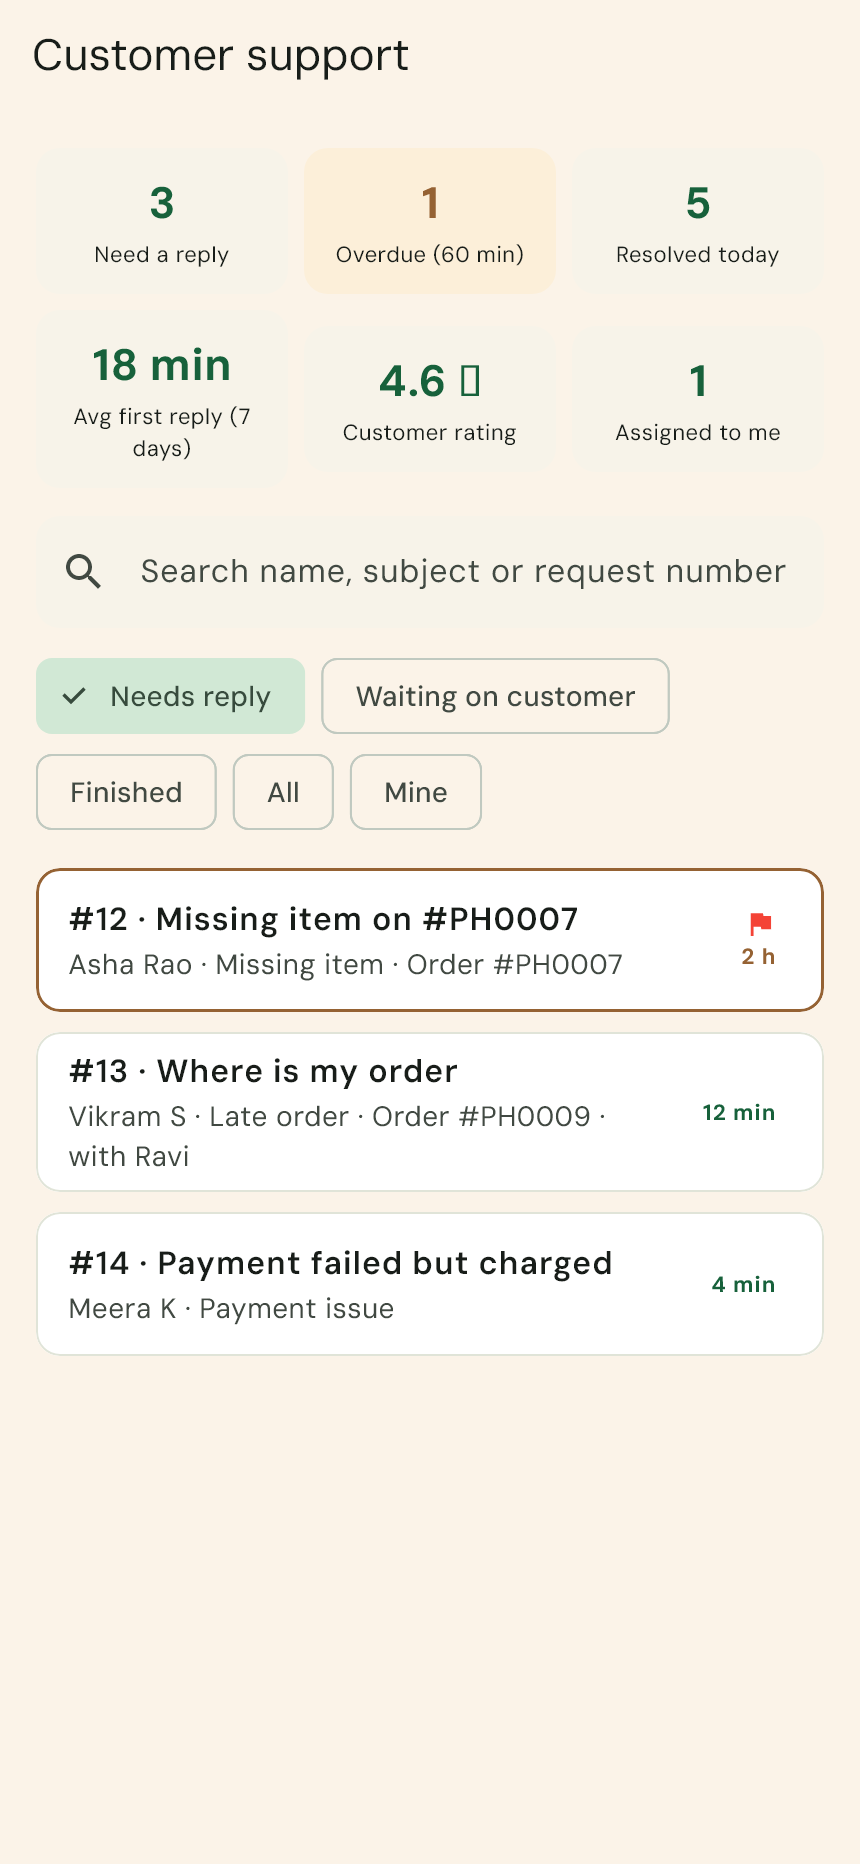 Customer support
3
Need a reply
1
Overdue (60 min)
5
Resolved today
18 min
Avg first reply (7
days)
4.6
Customer rating
1
Assigned to me
Search name, subject or request number
Needs reply
Waiting on customer
Finished
All
Mine
#12 · Missing item on #PH0007
Asha Rao · Missing item · Order #PH0007
2 h
#13 · Where is my order
Vikram S · Late order · Order #PH0009 ·
with Ravi
12 min
#14 · Payment failed but charged
Meera K · Payment issue
4 min